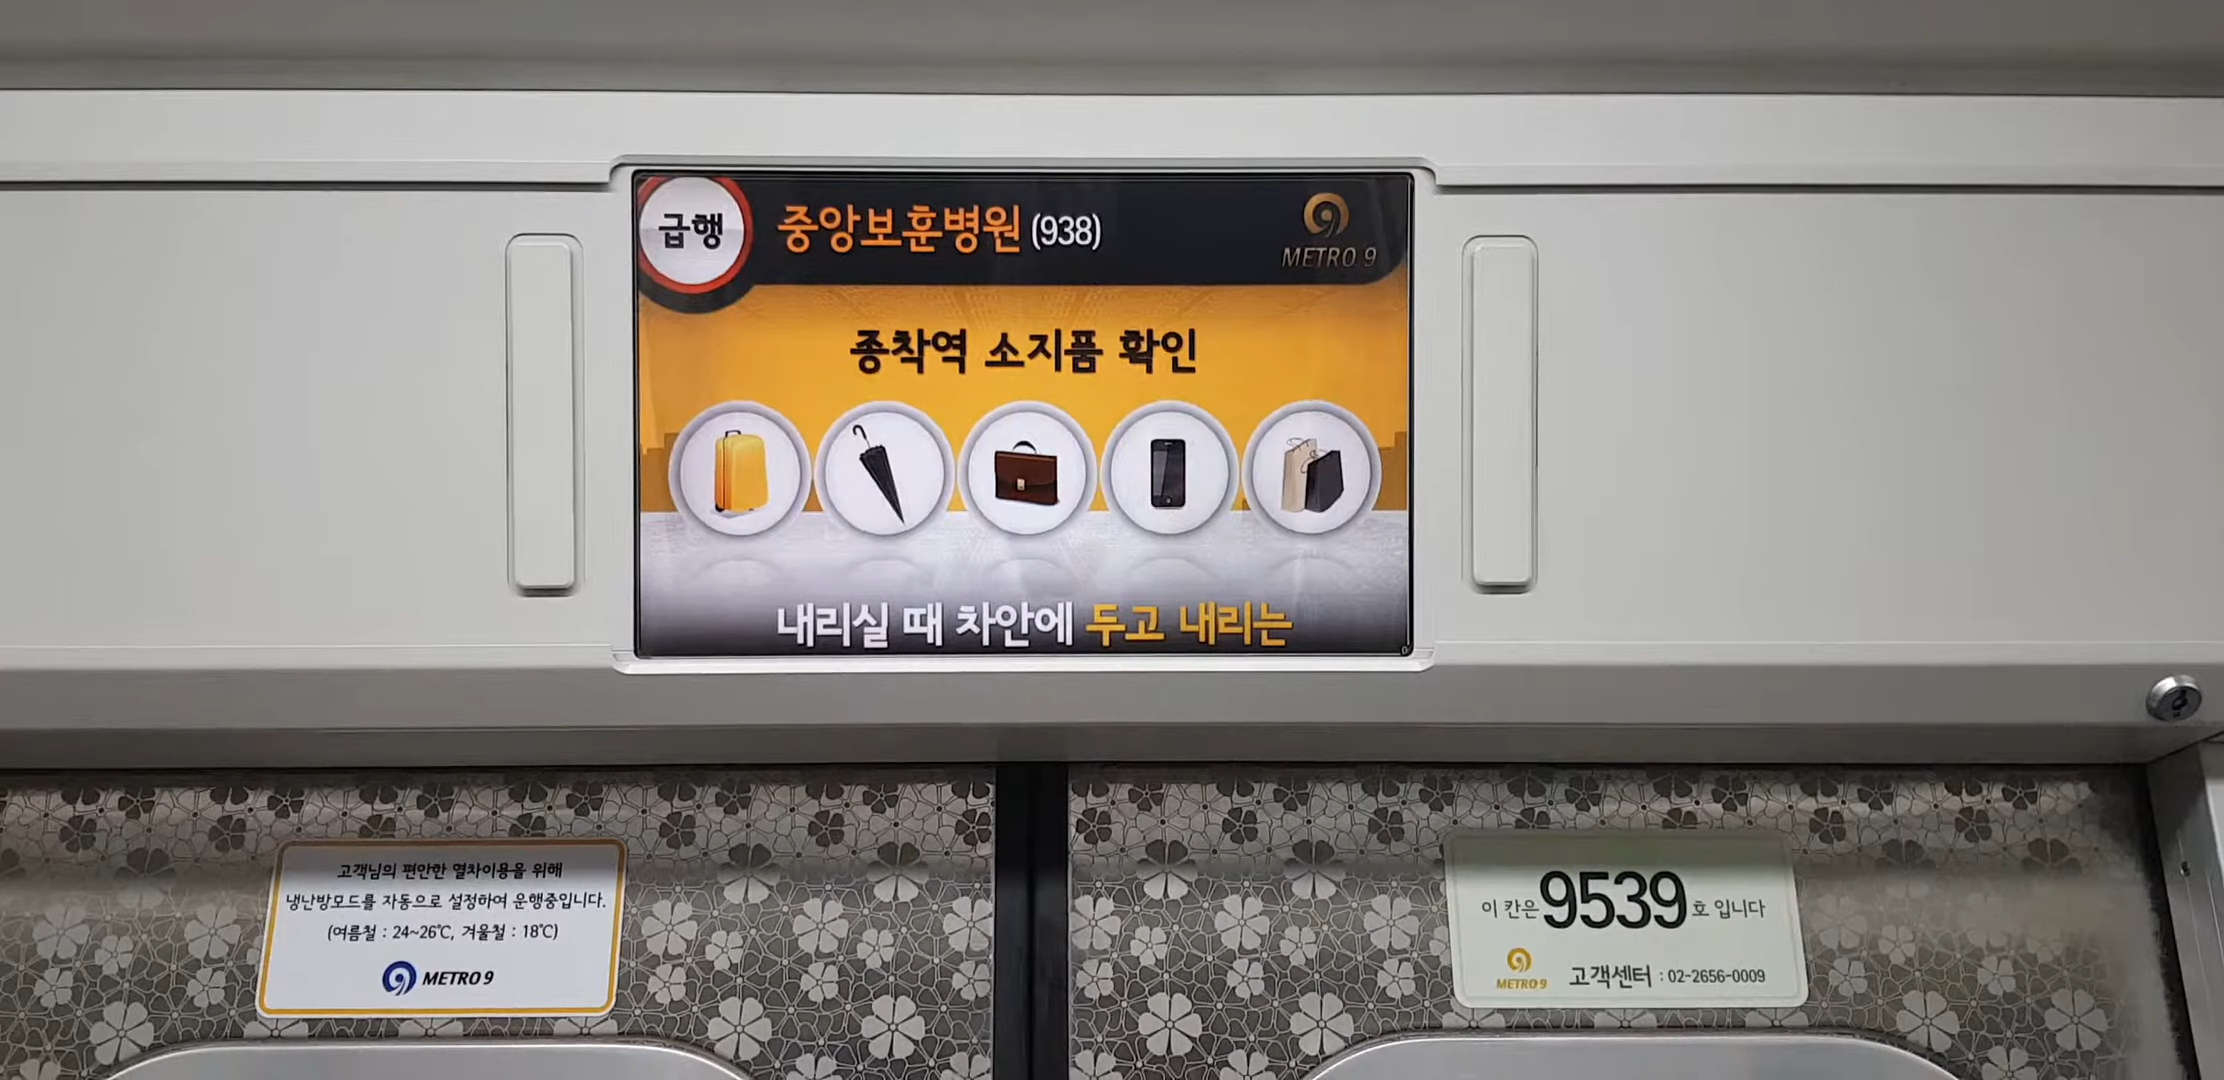 급행 중앙보훈병원 (938)
METRO 9
종착역 소지품 확인
내리실 때 차안에 두고 내리는
고객님의 편안한 열차이용을 위해
냉난방모드를 자동으로 설정하여 운행중입니다.
(여름철 : 24~26℃, 겨울철 : 18℃)
METRO 9
이 칸은 9539 호 입니다
METRO 9 고객센터 : 02-2656-0009